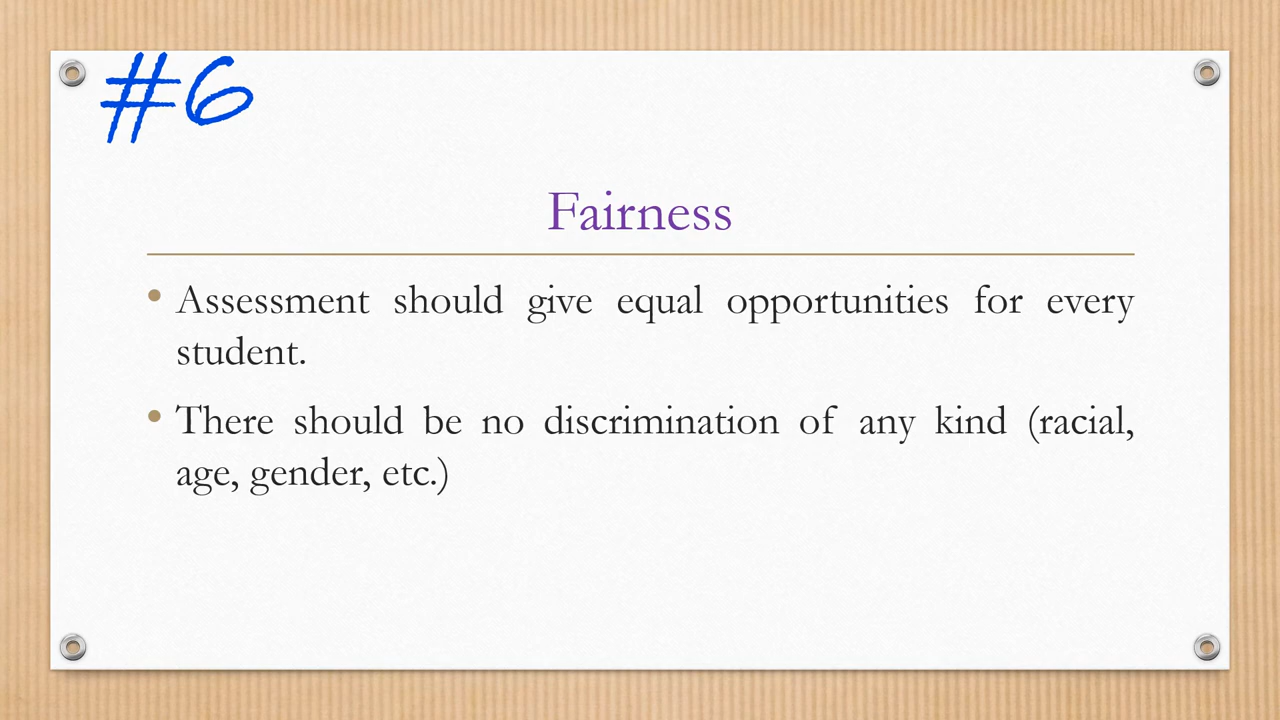 #6
Fairness
• Assessment should give equal opportunities for every
student.
• There should be no discrimination of any kind (racial,
age, gender, etc.)